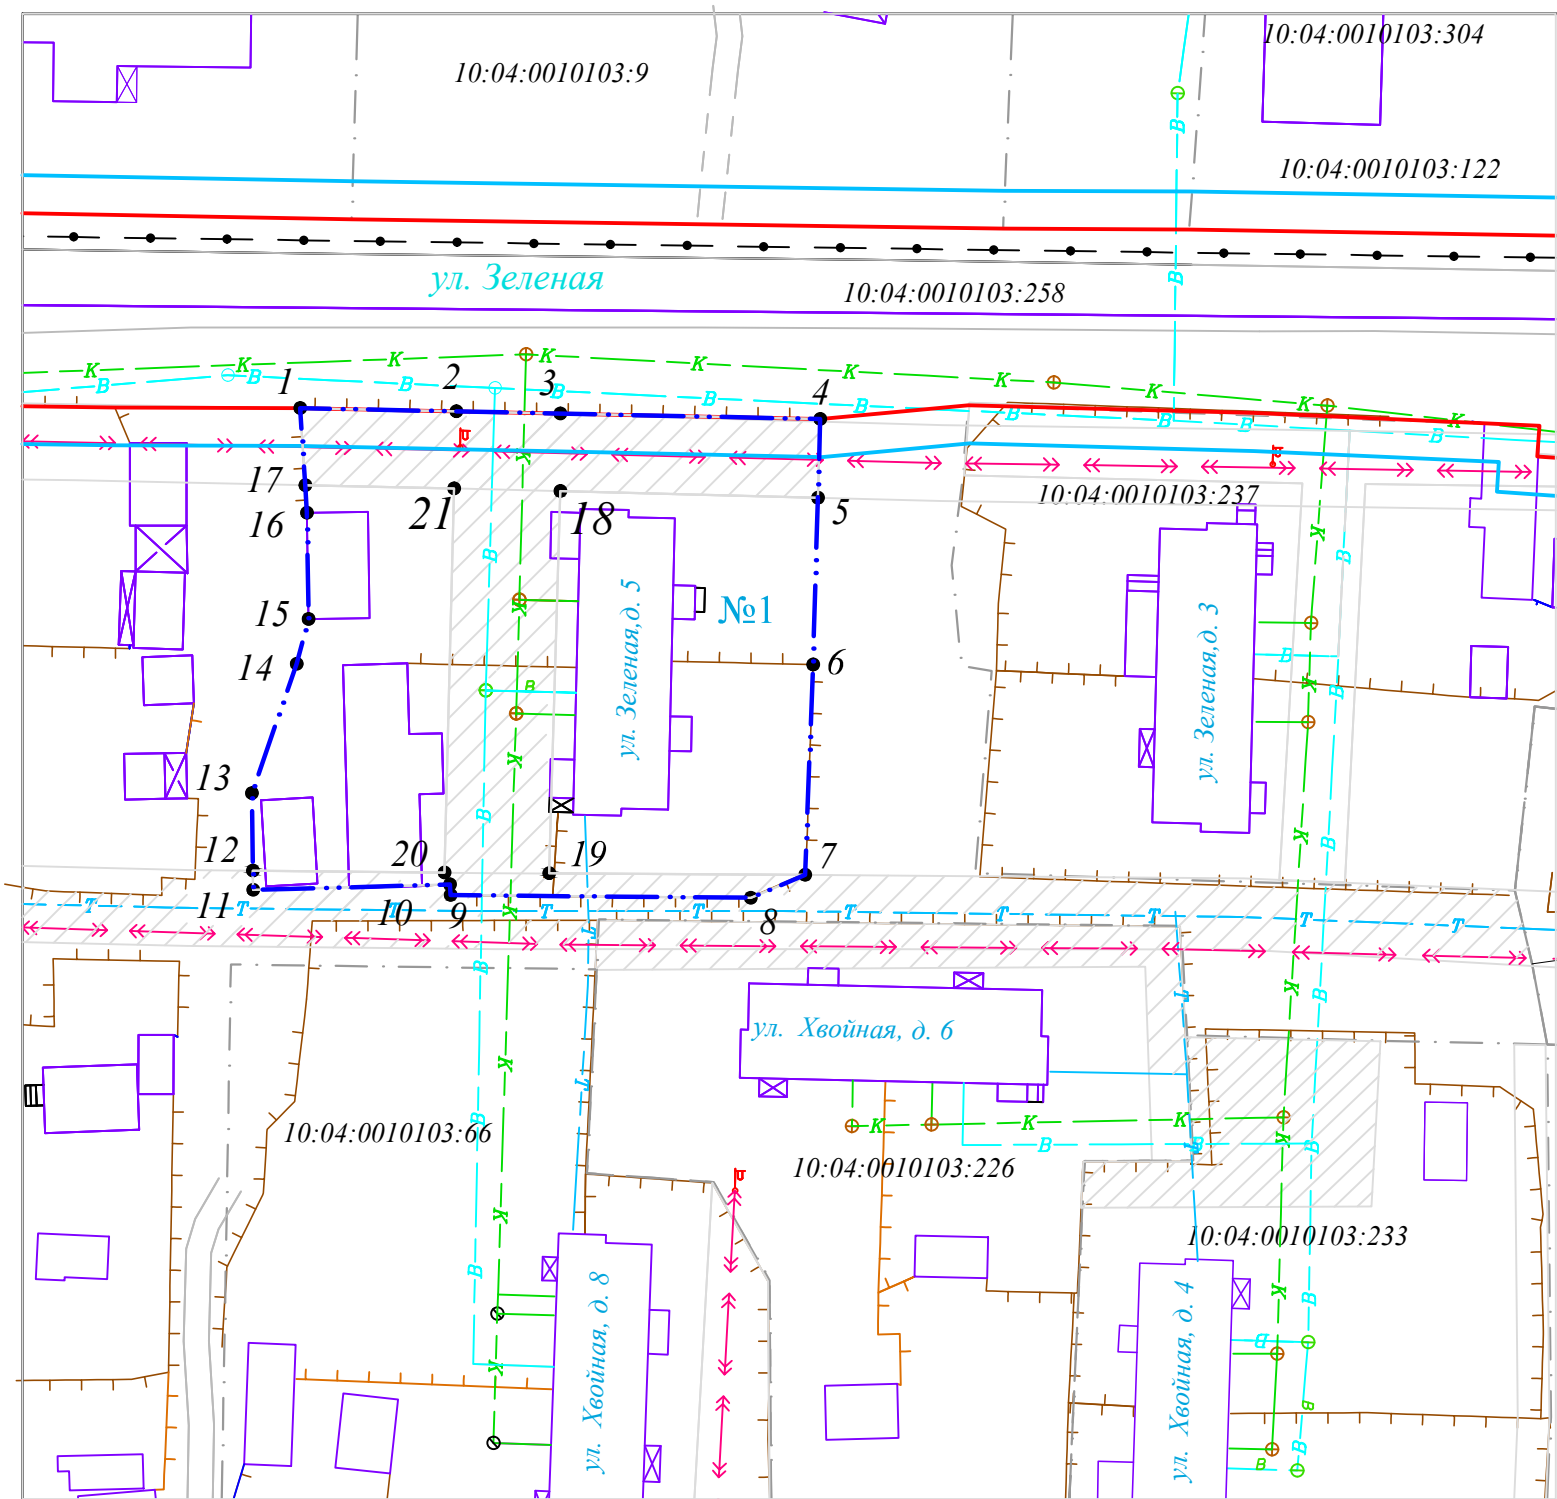 10:04:0010103:304
10:04:0010103:9
В
10:04:0010103:122
ул. Зеленая
В
10:04:0010103:258
К К К К К К К К К К
В В В В В В В В В
1 2 3 4
17 21 18 5
10:04:0010103:237
16
К В К В
15 №1
ул. Зеленая,д. 5
ул. Зеленая,д. 3
14 6
В В
К В К
13
К В К В
12 20 19 7
11 10 9 8
Т Т Т Т Т Т Т Т Т
К
Т
В К В
Т
ул. Хвойная, д. 6
К
Т
10:04:0010103:66
В К К К К
В В В
Т
10:04:0010103:226
К
10:04:0010103:233
В К В
ул. Хвойная, д. 8
ул. Хвойная, д. 4
В
К
В
В В